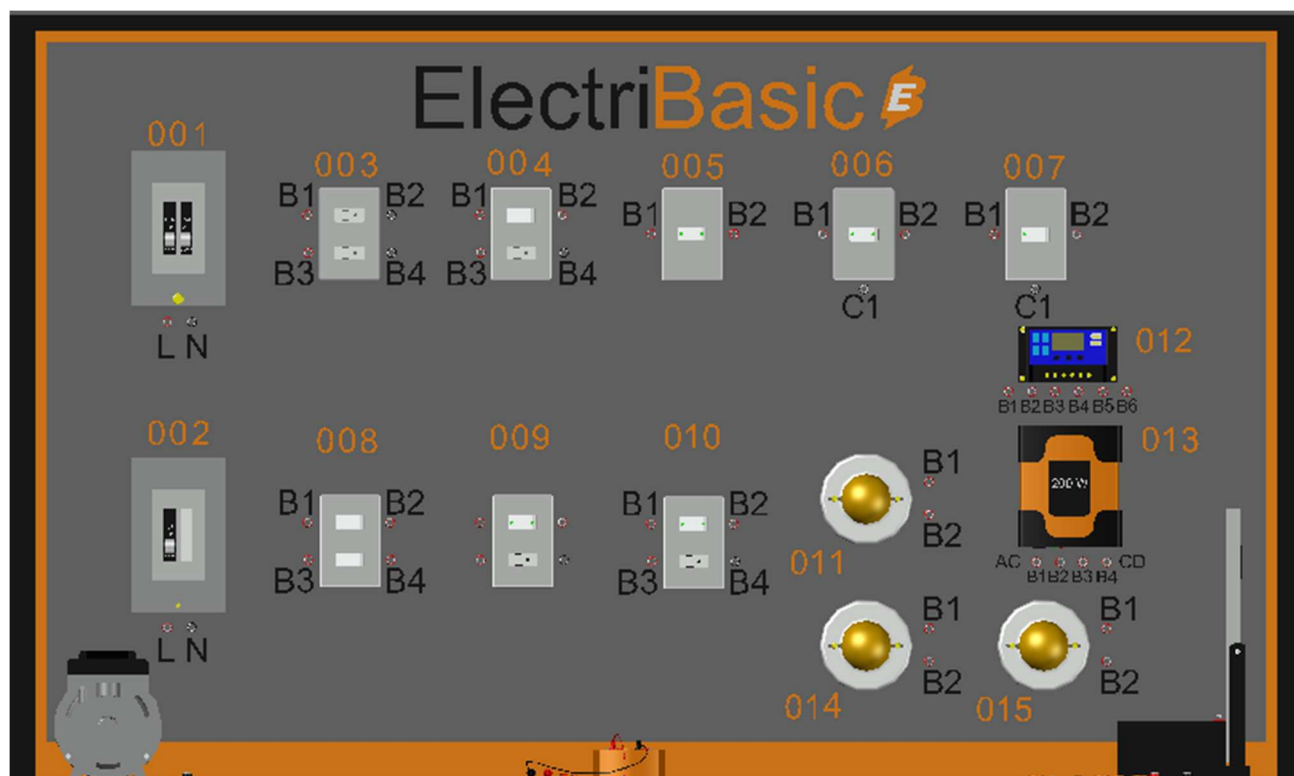 ElectriBasic E
001
003
004
005
006
007
B1 B2
B3 B4
B1 B2
B3 B4
B1 B2
B1 B2
C1
B1 B2
C1
L N
012
B1 B2 B3 B4 B5 B6
002
008
009
010
013
B1 B2
B3 B4
B1 B2
B3 B4
200 W
AC CD
B1 B2 B3 B4
B1
B2
011
L N
B1
B2
014
B1
B2
015